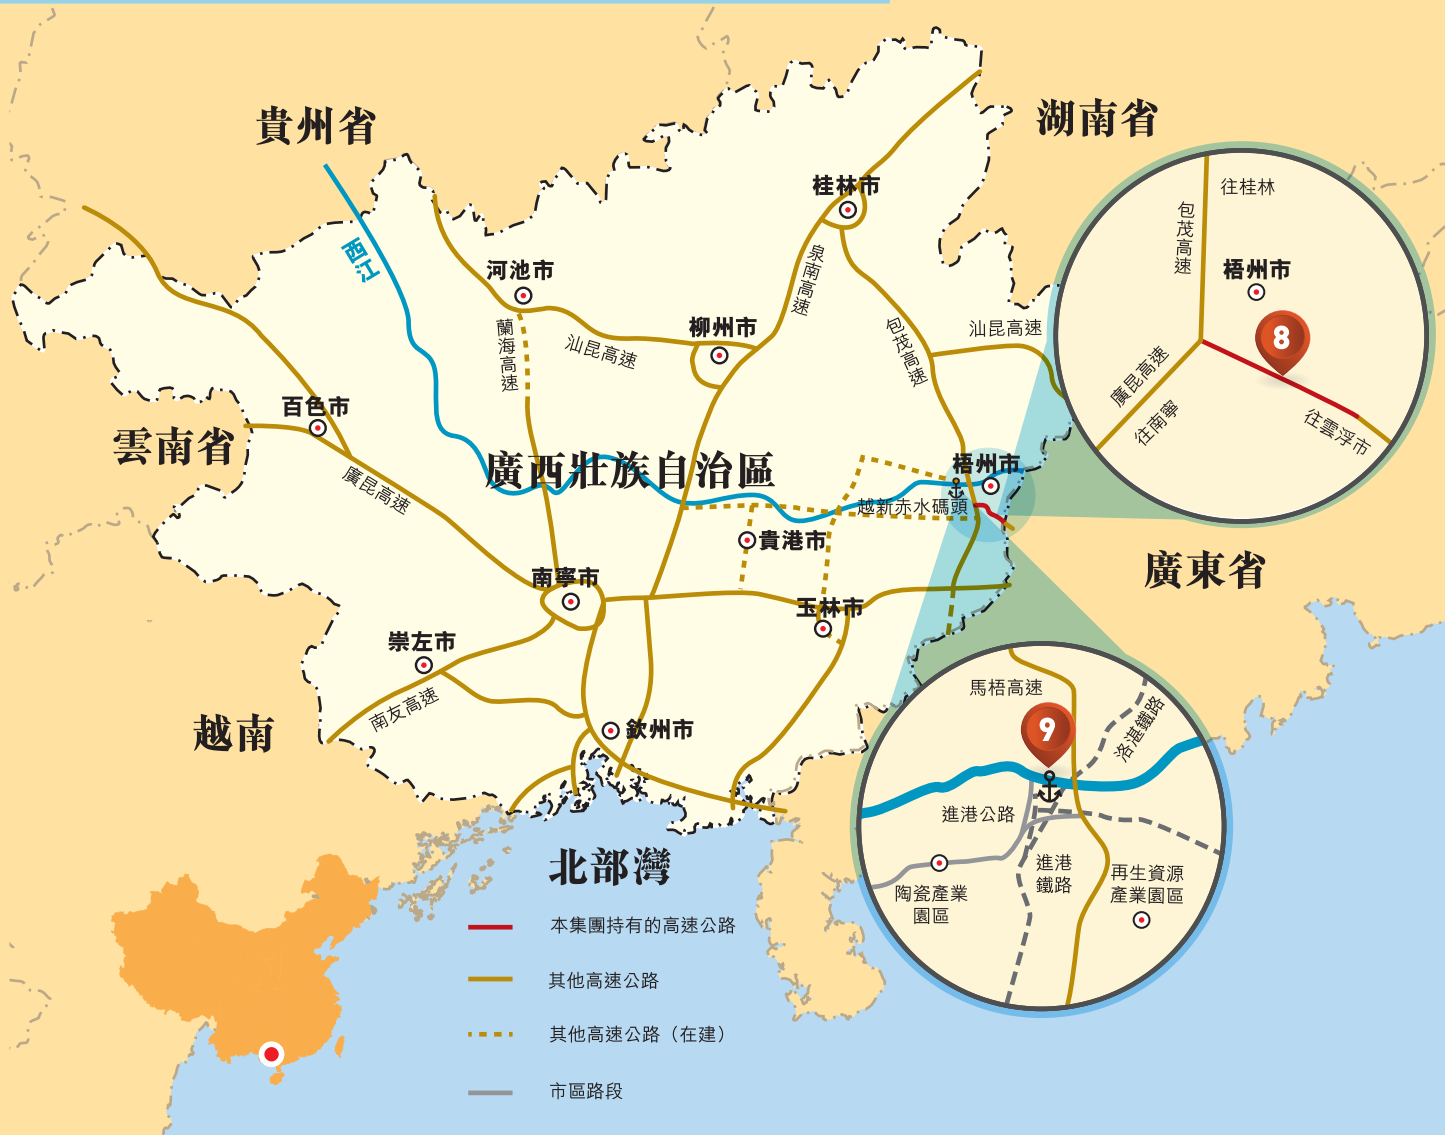 貴州省
湖南省
往桂林
桂林市
包茂高速
西江
泉南高速
河池市
梧州市
蘭海高速
汕昆高速
柳州市
包茂高速
汕昆高速
8
廣昆高速
往南寧
往雲浮市
百色市
雲南省
廣昆高速
廣西壯族自治區
梧州市
越新赤水碼頭
貴港市
廣東省
南寧市
玉林市
崇左市
南友高速
越南
欽州市
馬梧高速
洛湛鐵路
9
進港公路
進港
鐵路
再生資源
產業園區
陶瓷產業
園區
北部灣
本集團持有的高速公路
其他高速公路
其他高速公路（在建）
市區路段